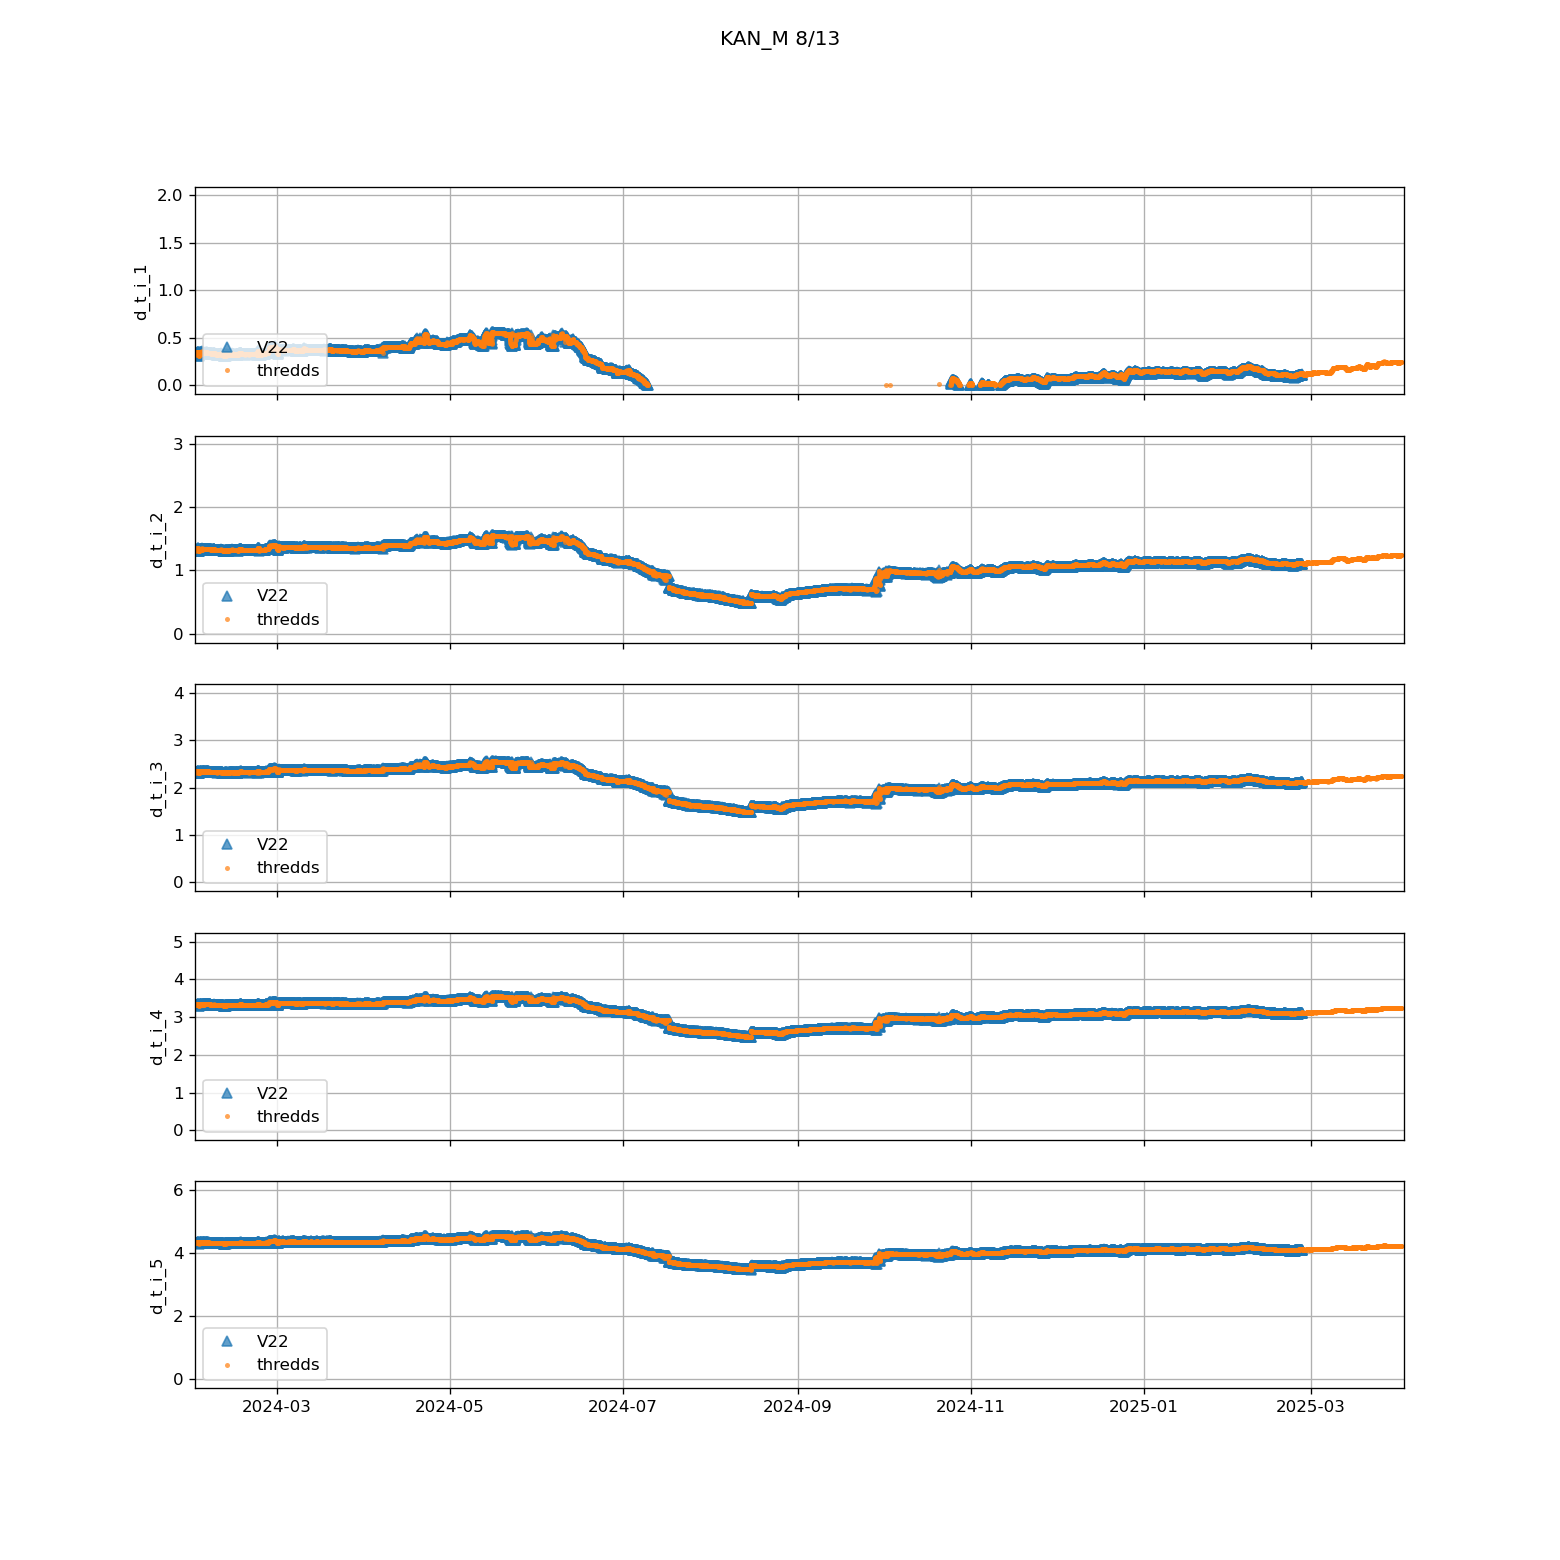 KAN_M 8/13
2.0
1.5
1.0
0.5
0.0
d_t_i_1
V22
thredds
3
2
1
0
d_t_i_2
V22
thredds
4
3
2
1
0
d_t_i_3
V22
thredds
5
4
3
2
1
0
d_t_i_4
V22
thredds
6
4
2
0
d_t_i_5
V22
thredds
2024-03 2024-05 2024-07 2024-09 2024-11 2025-01 2025-03